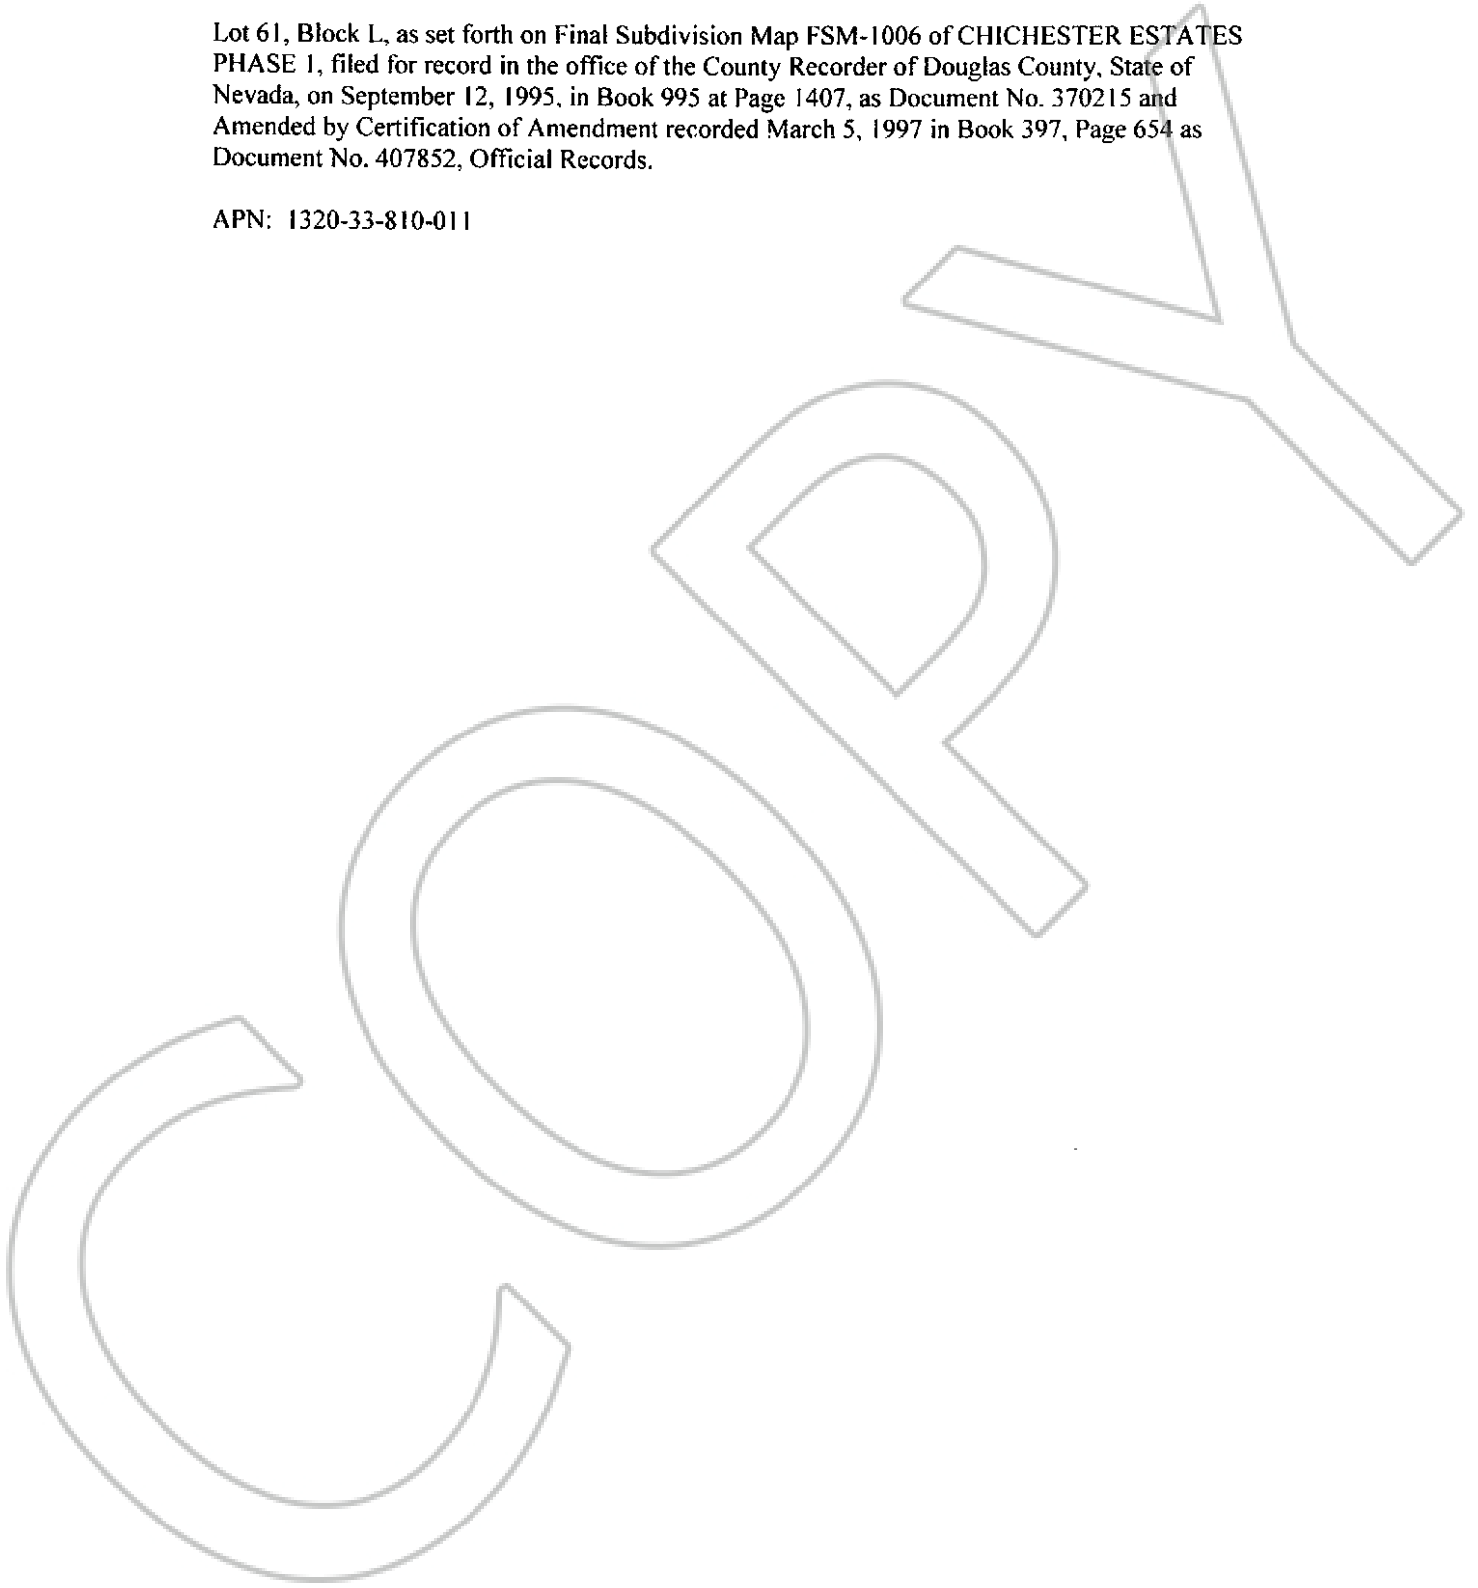 Lot 61, Block L, as set forth on Final Subdivision Map FSM-1006 of CHICHESTER ESTATES
PHASE 1, filed for record in the office of the County Recorder of Douglas County, State of
Nevada, on September 12, 1995, in Book 995 at Page 1407, as Document No. 370215 and
Amended by Certification of Amendment recorded March 5, 1997 in Book 397, Page 654 as
Document No. 407852, Official Records.
APN: 1320-33-810-011
COPY